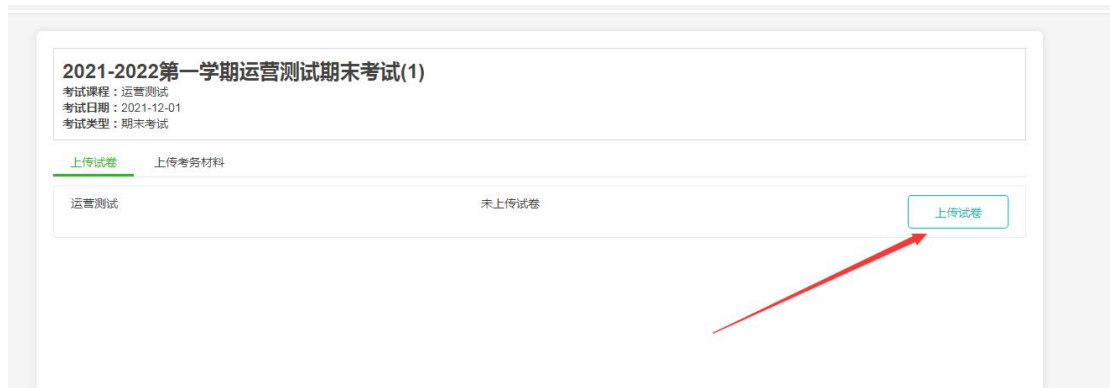 2021-2022第一学期运营测试期末考试(1)
考试课程：运营测试
考试日期：2021-12-01
考试类型：期末考试
上传试卷 上传考务材料
运营测试 未上传试卷 上传试卷